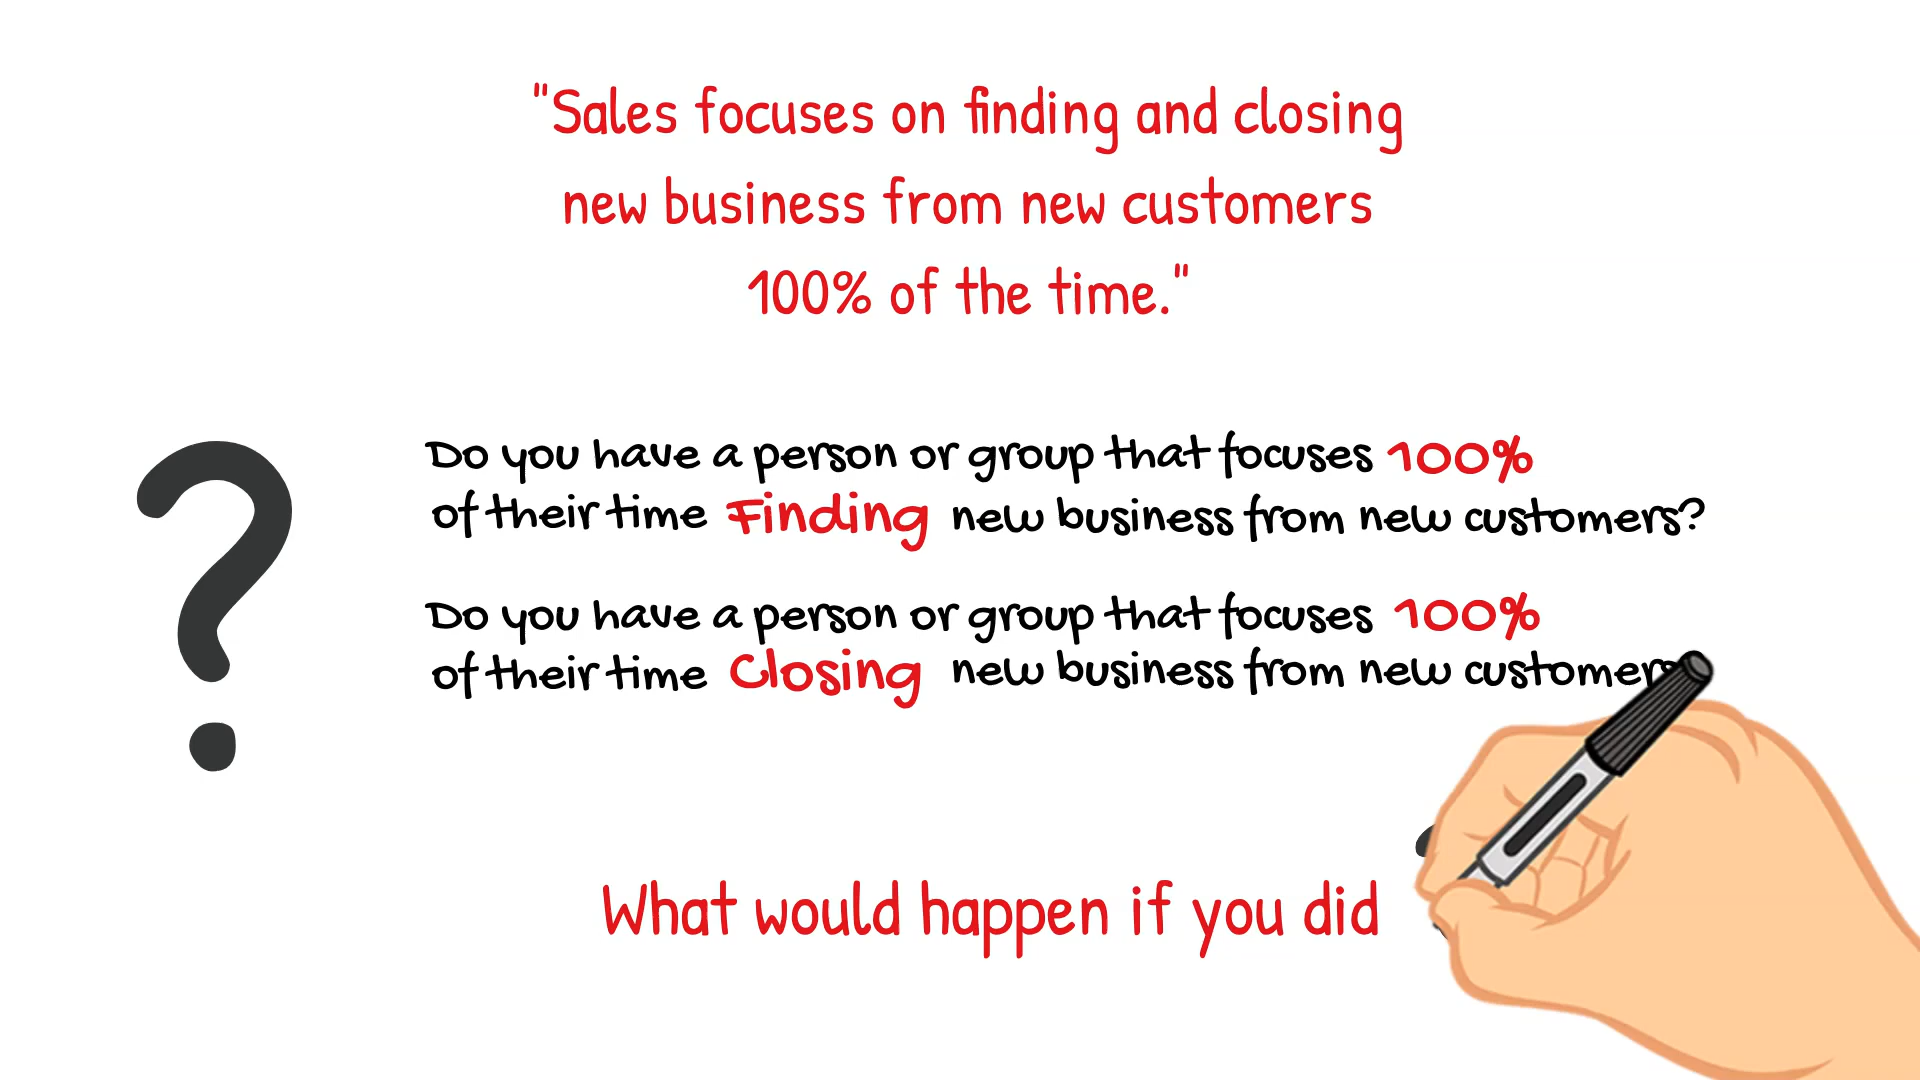 "Sales focuses on finding and closing
new business from new customers
100% of the time."
?
Do you have a person or group that focuses 100%
of their time Finding new business from new customers?
Do you have a person or group that focuses 100%
of their time Closing new business from new customers
What would happen if you did